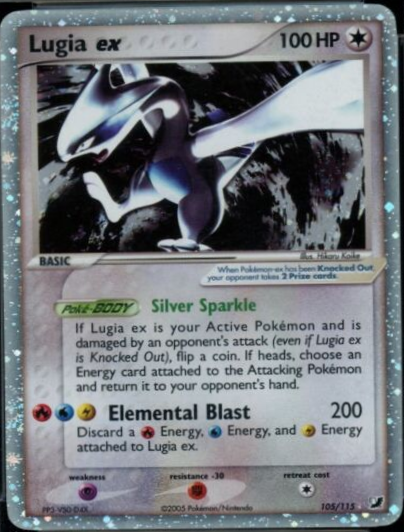 Lugia ex 100 HP
Illus. Hikaru Koike
BASIC
When Pokémon-ex has been Knocked Out,
your opponent takes 2 Prize cards.
Poké-BODY Silver Sparkle
If Lugia ex is your Active Pokémon and is
damaged by an opponent's attack (even if Lugia ex
is Knocked Out), flip a coin. If heads, choose an
Energy card attached to the Attacking Pokémon
and return it to your opponent's hand.
Elemental Blast 200
Discard a Energy, Energy, and Energy
attached to Lugia ex.
weakness resistance -30 retreat cost
©2005 Pokémon/Nintendo 105/115